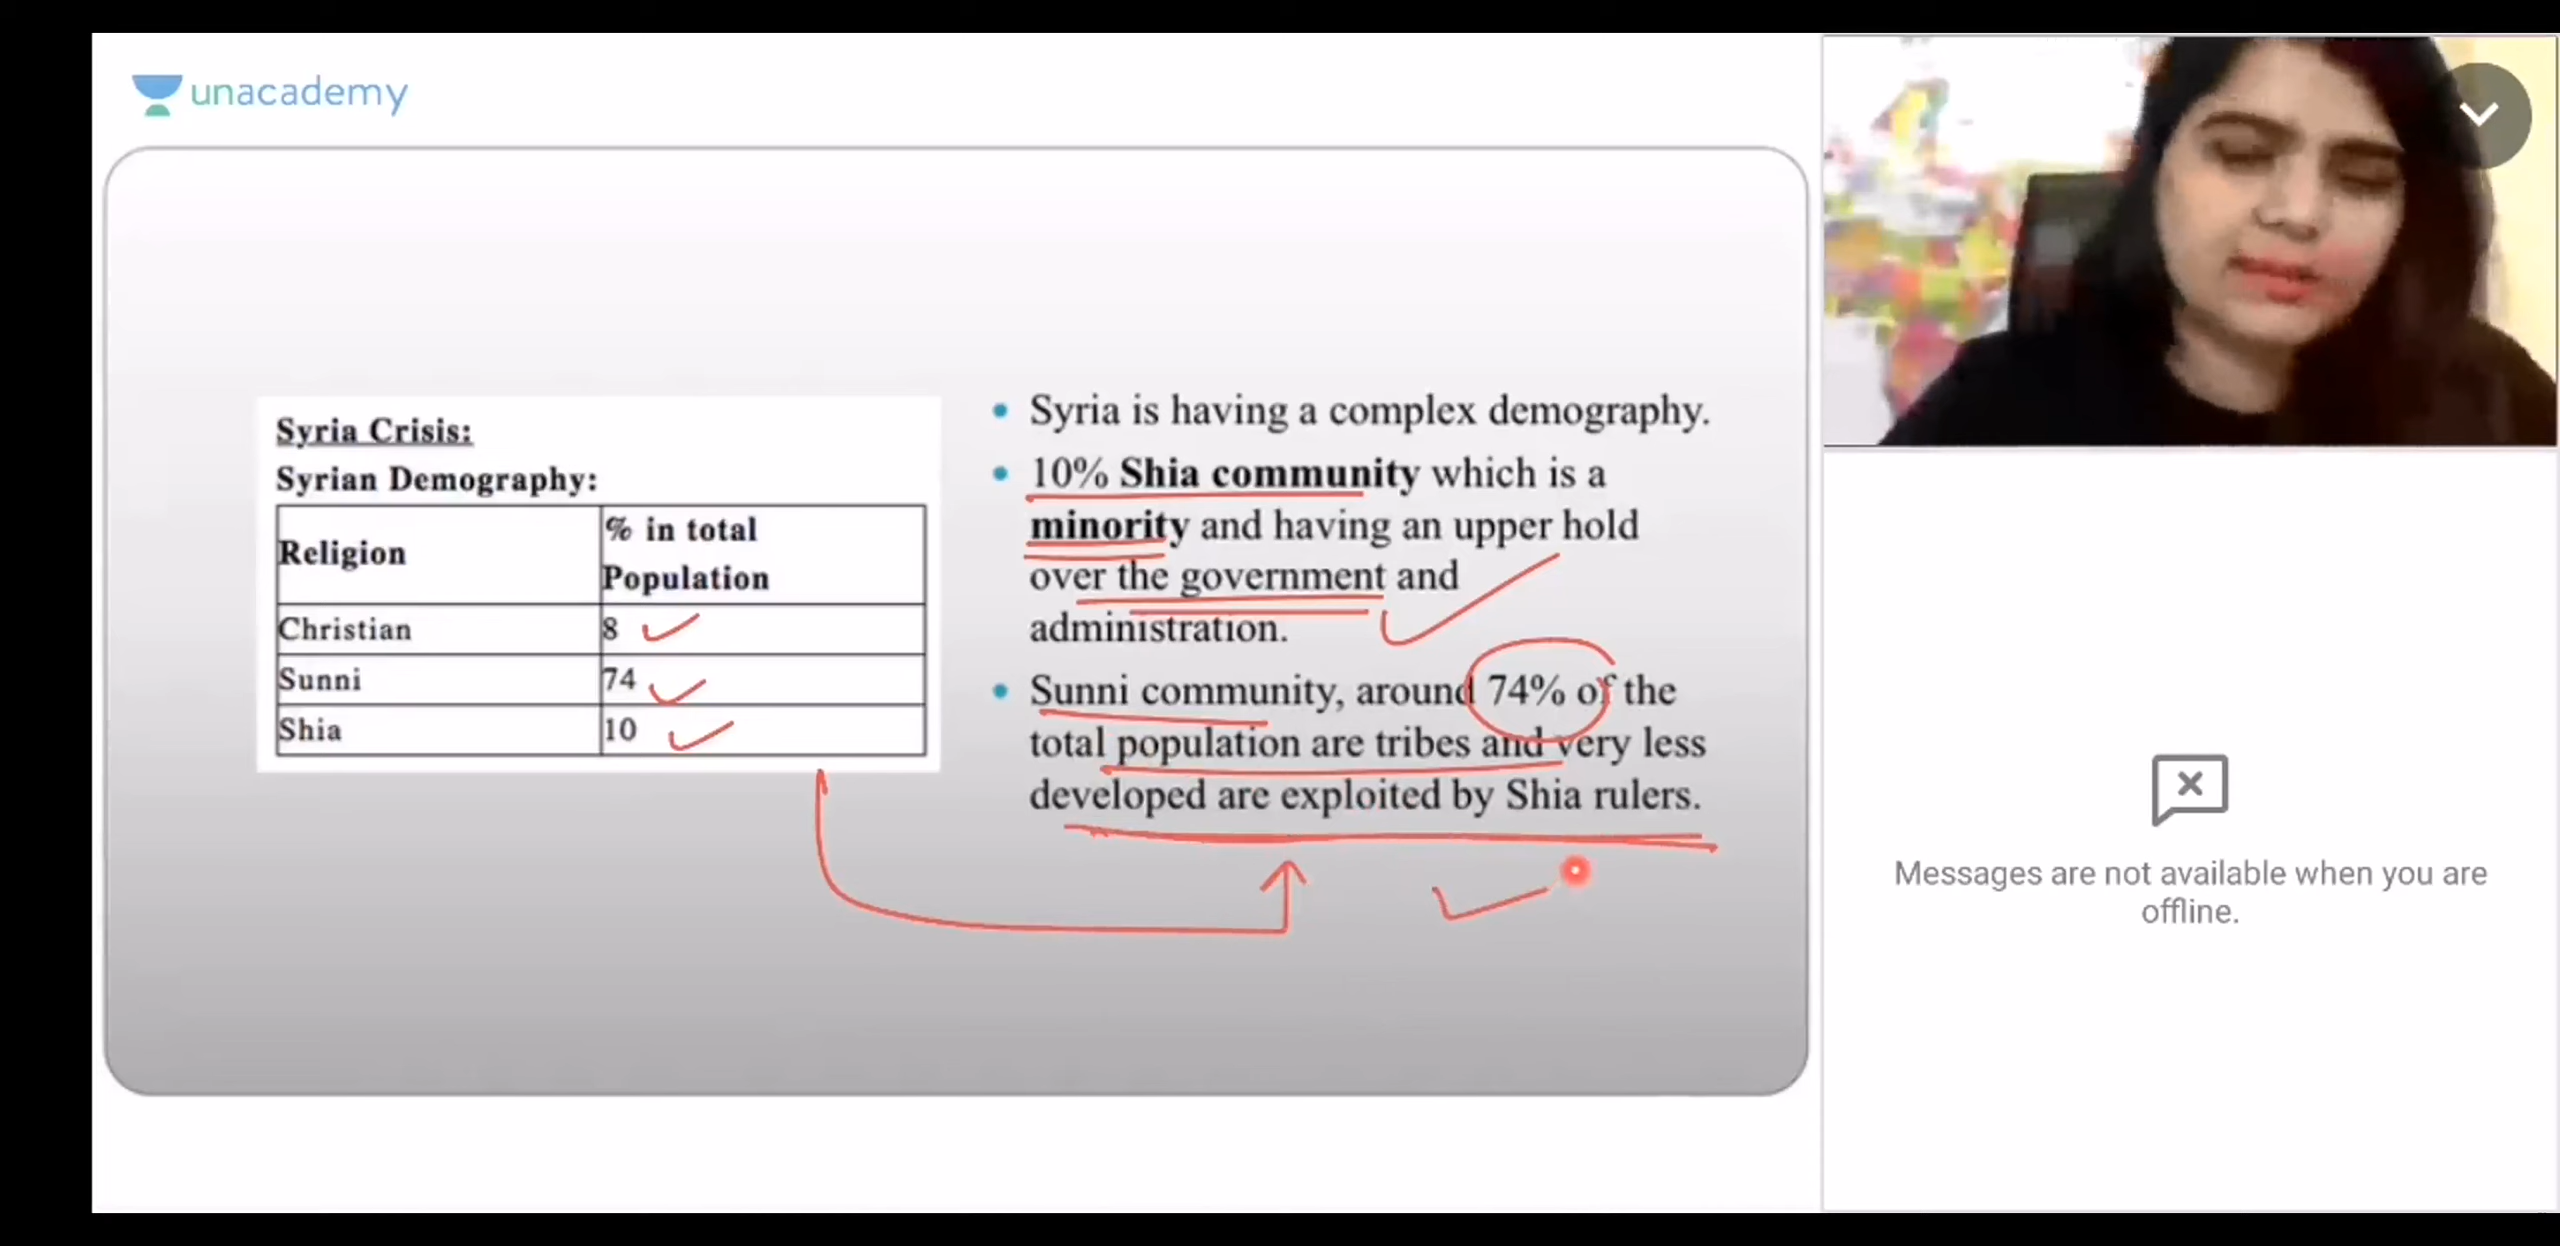 unacademy
Syria Crisis:
Syrian Demography:
Religion
% in total
Population
Christian 8
Sunni 74
Shia 10
Syria is having a complex demography.
10% Shia community which is a
minority and having an upper hold
over the government and
administration.
Sunni community, around 74% of the
total population are tribes and very less
developed are exploited by Shia rulers.
Messages are not available when you are
offline.